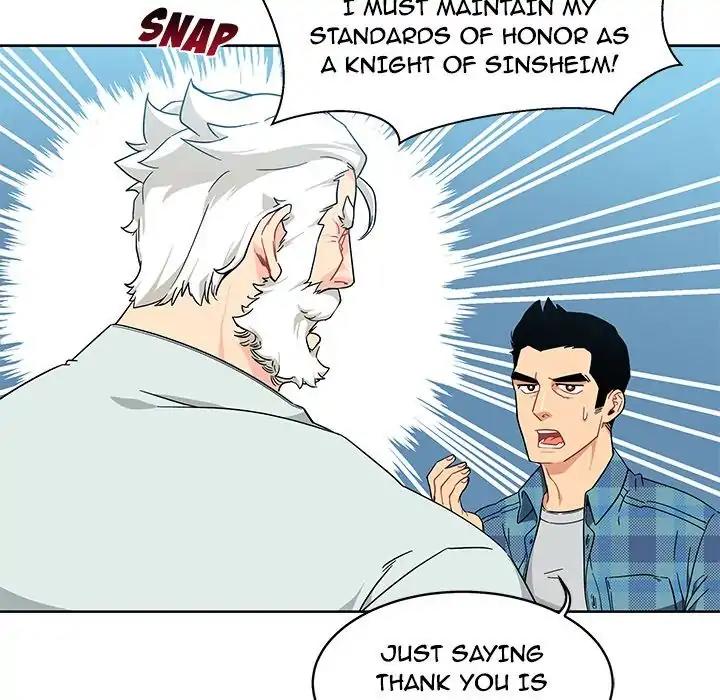 I MUST MAINTAIN MY
STANDARDS OF HONOR AS
A KNIGHT OF SINSHEIM!
SNAP
JUST SAYING
THANK YOU IS